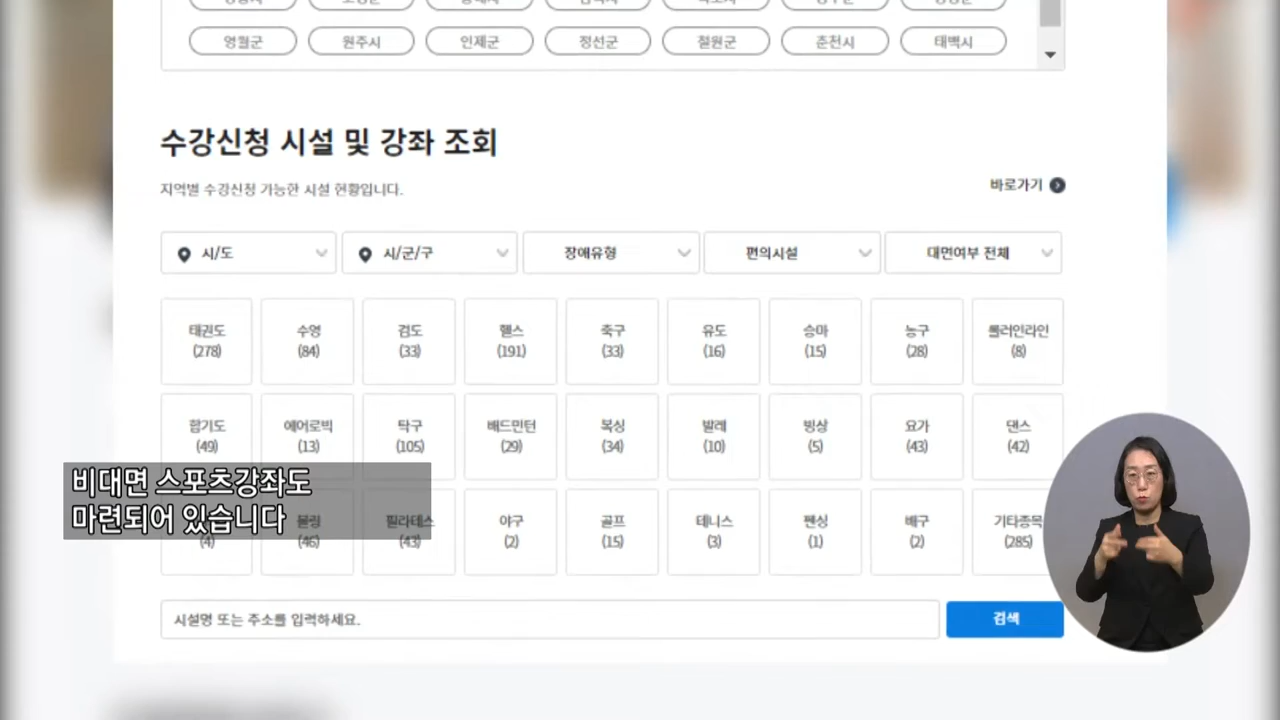 영월군 원주시 인제군 정선군 철원군 춘천시 태백시
수강신청 시설 및 강좌 조회
지역별 수강신청 가능한 시설 현황입니다.
바로가기
시/도 시/군/구 장애유형 편의시설 대면여부 전체
태권도 수영 검도 헬스 축구 유도 승마 농구 롤러인라인
(278) (84) (33) (191) (33) (16) (15) (28) (8)
합기도 에어로빅 탁구 배드민턴 복싱 발레 빙상 요가 댄스
(49) (13) (105) (29) (34) (10) (5) (43) (42)
볼링 필라테스 야구 골프 테니스 펜싱 배구 기타종목
(4) (46) (43) (2) (15) (3) (1) (2) (285)
비대면 스포츠강좌도
마련되어 있습니다
시설명 또는 주소를 입력하세요.
검색